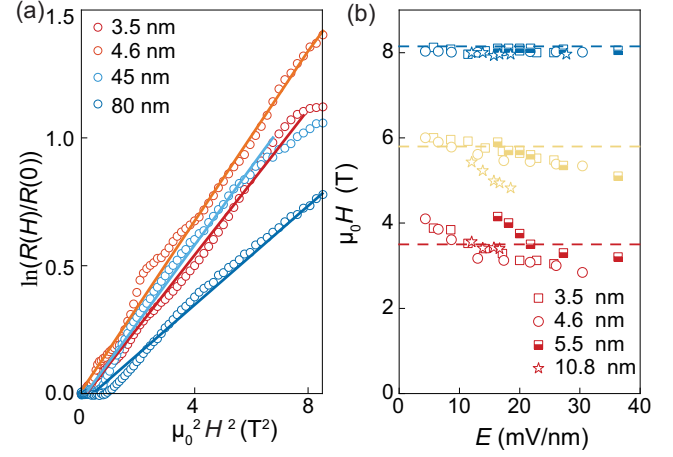 (a)
1.5
1.0
0.5
0.0
ln(R(H)/R(0))
3.5 nm
4.6 nm
45 nm
80 nm
0 4 8
μ₀² H² (T²)
(b)
8
6
4
2
0
μ₀H (T)
3.5 nm
4.6 nm
5.5 nm
10.8 nm
0 10 20 30 40
E (mV/nm)